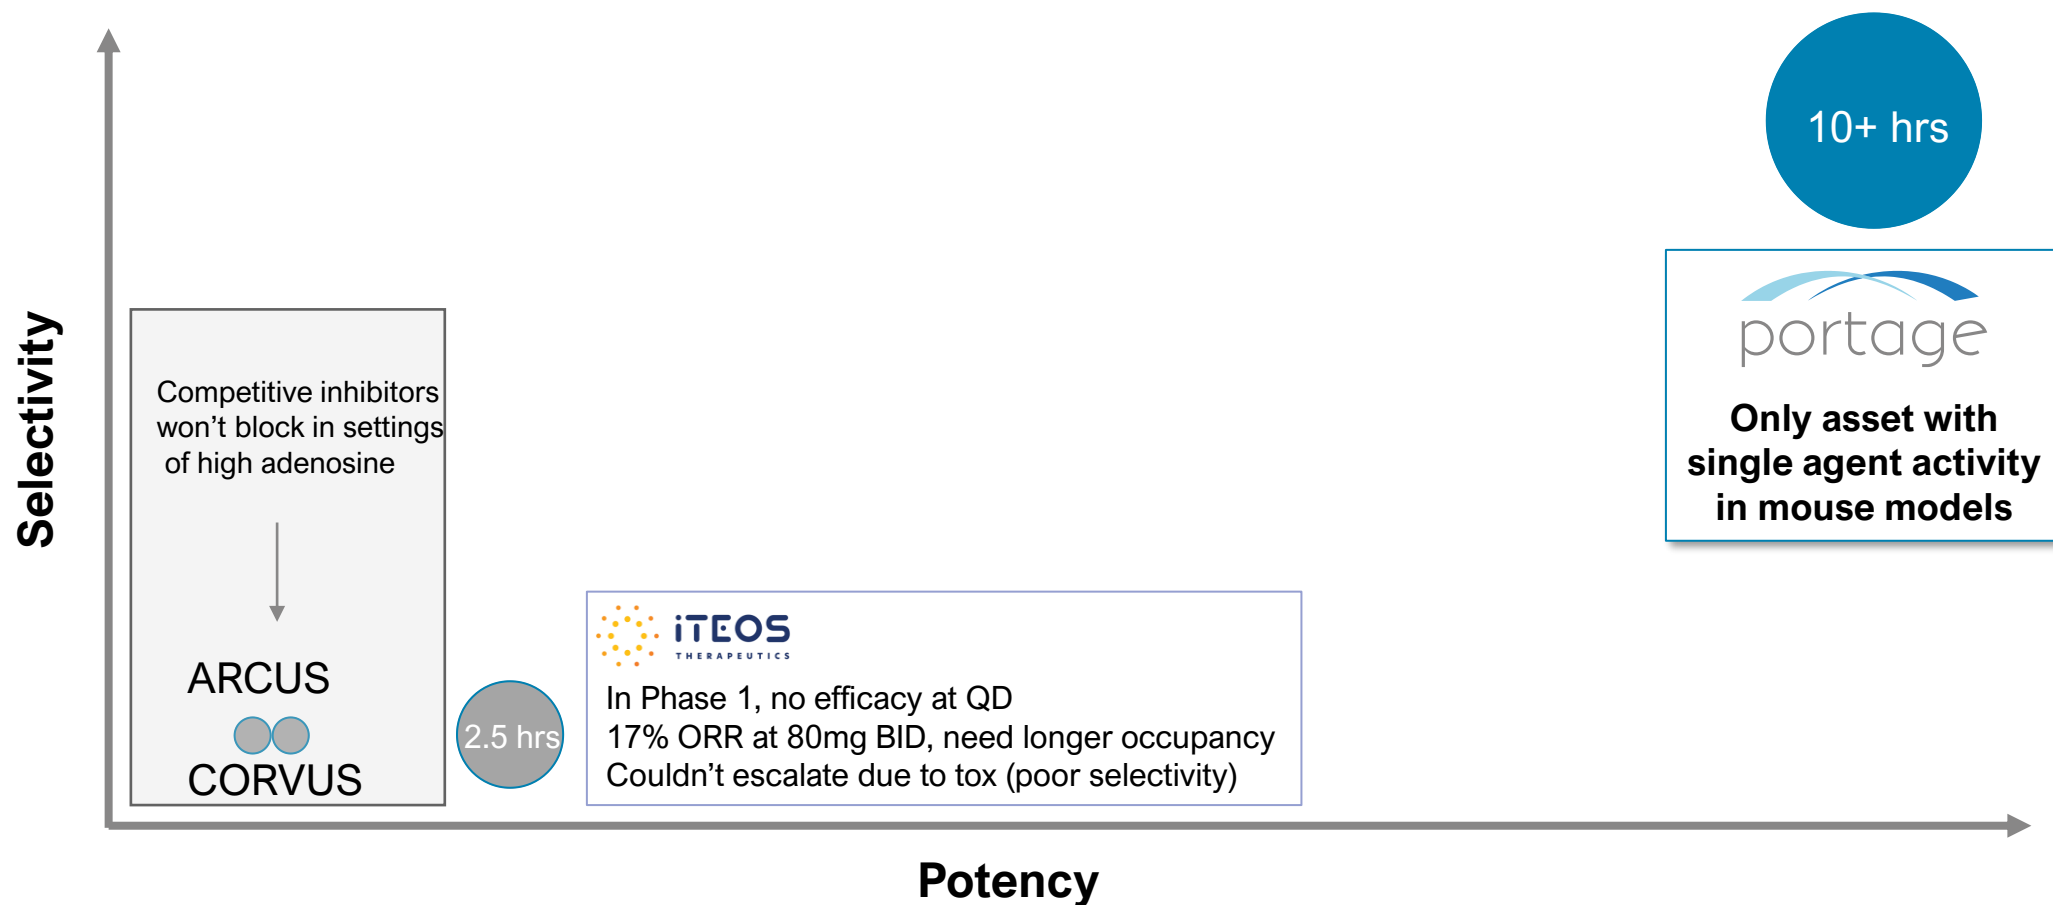 Selectivity
10+ hrs
portage
Only asset with
single agent activity
in mouse models
Competitive inhibitors
won’t block in settings
of high adenosine
ARCUS
CORVUS
2.5 hrs
iTEOS
THERAPEUTICS
In Phase 1, no efficacy at QD
17% ORR at 80mg BID, need longer occupancy
Couldn’t escalate due to tox (poor selectivity)
Potency